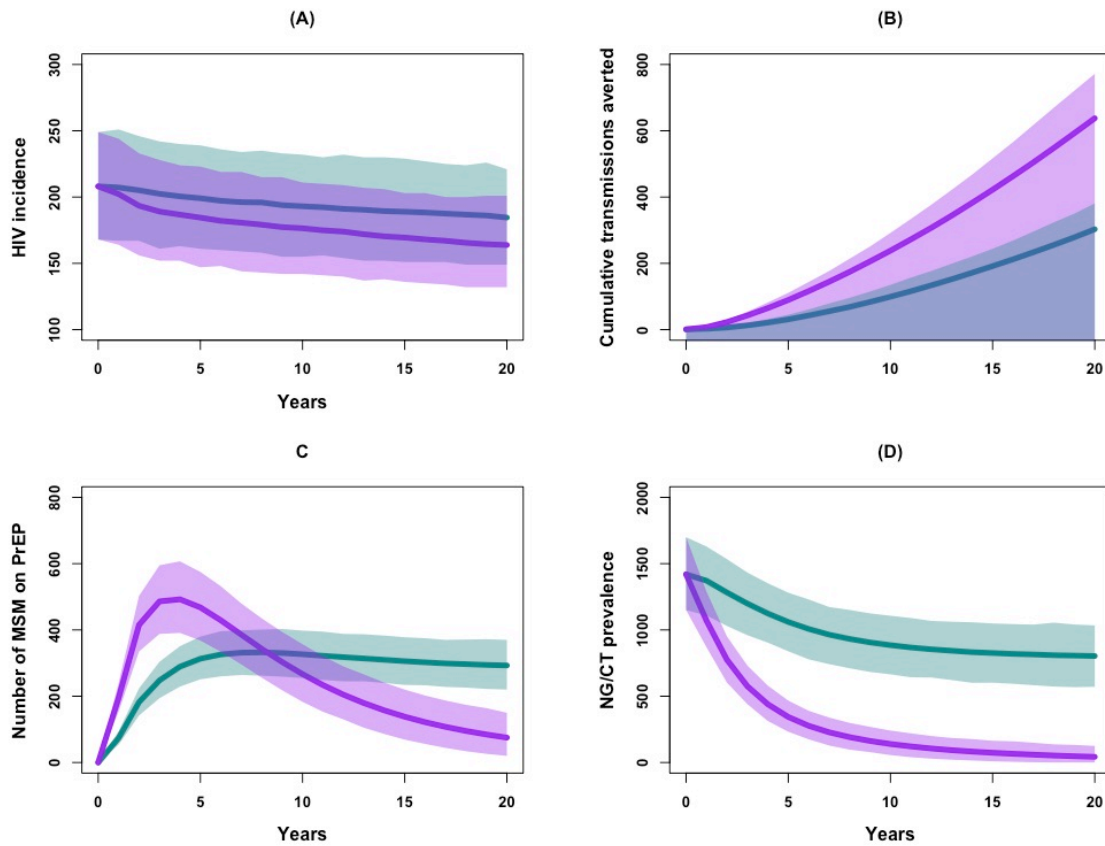 (A)
HIV incidence
300
250
200
150
100
0 5 10 15 20
Years
(B)
Cumulative transmissions averted
800
600
400
200
0
0 5 10 15 20
C
Number of MSM on PrEP
800
600
400
200
0
0 5 10 15 20
Years
(D)
NG/CT prevalence
2000
1500
1000
500
0
0 5 10 15 20
Years